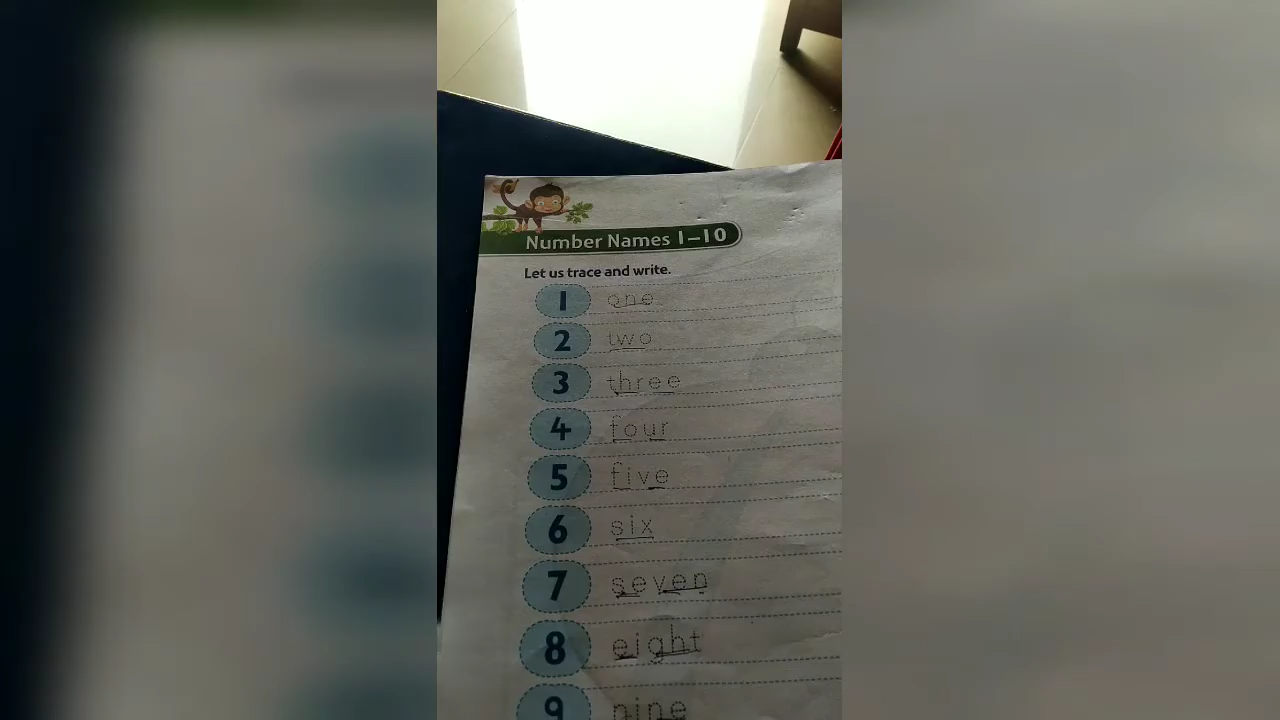 Number Names 1–10
Let us trace and write.
1 one
2 two
3 three
4 four
5 five
6 six
7 seven
8 eight
9 nine